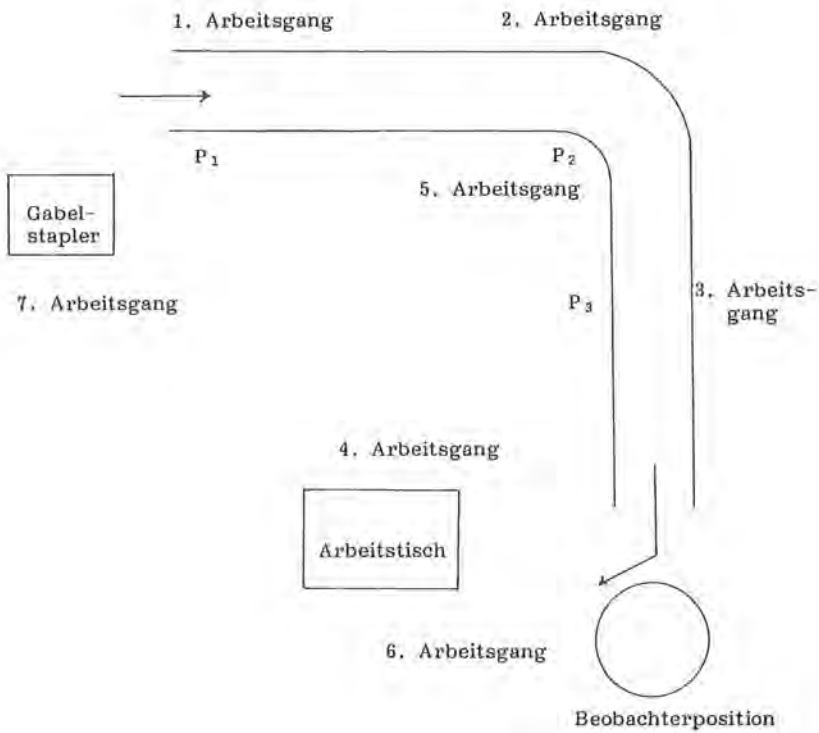 1. Arbeitsgang
2. Arbeitsgang
P₁
P₂
5. Arbeitsgang
Gabel-
stapler
7. Arbeitsgang
P₃
3. Arbeits-
gang
4. Arbeitsgang
Arbeitstisch
6. Arbeitsgang
Beobachterposition